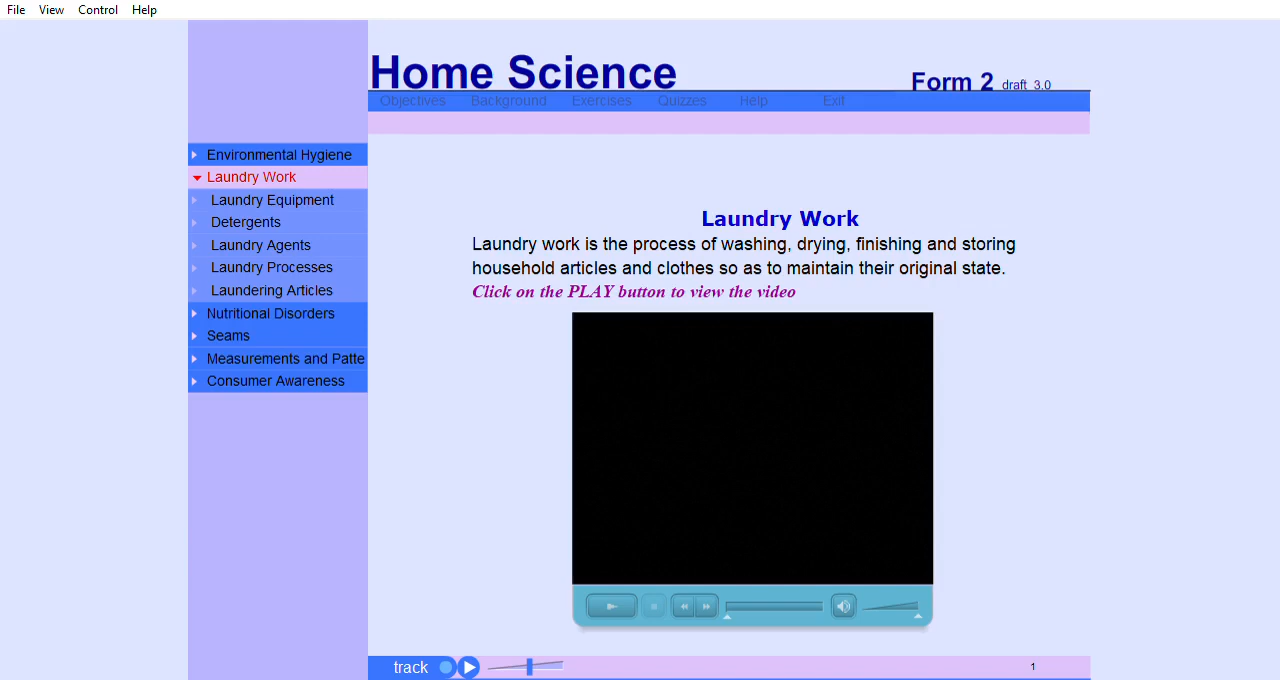 File View Control Help
Home Science
Form 2 draft 3.0
Objectives Background Exercises Quizzes Help Exit
Environmental Hygiene
Laundry Work
Laundry Equipment
Detergents
Laundry Agents
Laundry Processes
Laundering Articles
Nutritional Disorders
Seams
Measurements and Patte
Consumer Awareness
Laundry Work
Laundry work is the process of washing, drying, finishing and storing
household articles and clothes so as to maintain their original state.
Click on the PLAY button to view the video
track
1